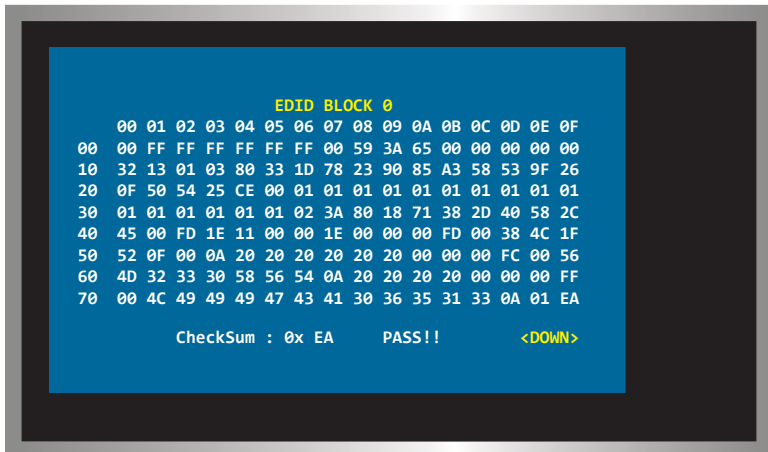 EDID BLOCK 0
00 01 02 03 04 05 06 07 08 09 0A 0B 0C 0D 0E 0F
00 00 FF FF FF FF FF FF 00 59 3A 65 00 00 00 00 00
10 32 13 01 03 80 33 1D 78 23 90 85 A3 58 53 9F 26
20 0F 50 54 25 CE 00 01 01 01 01 01 01 01 01 01 01
30 01 01 01 01 01 01 02 3A 80 18 71 38 2D 40 58 2C
40 45 00 FD 1E 11 00 00 1E 00 00 00 FD 00 38 4C 1F
50 52 0F 00 0A 20 20 20 20 20 20 00 00 00 FC 00 56
60 4D 32 33 30 58 56 54 0A 20 20 20 20 00 00 00 FF
70 00 4C 49 49 49 47 43 41 30 36 35 31 33 0A 01 EA
CheckSum : 0x EA PASS!! <DOWN>